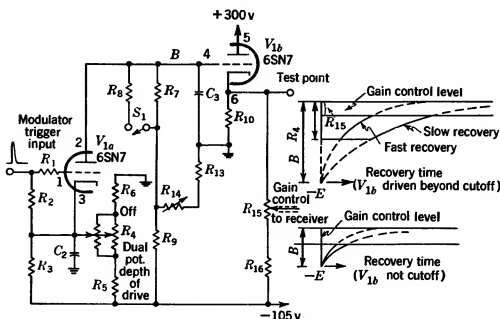 +300 v
5
V1b
6SN7
B
4
6
Test point
R8
R7
C3
S1
R10
Modulator
trigger
input
2
V1a
6SN7
R1
1
3
R2
R13
R14
R6
Off
R4
C2
Dual
pot.
depth
of
drive
R3
R5
R9
Gain
control
to
receiver
R15
R16
−105 v
Gain control level
R4
R15
Slow recovery
Fast recovery
B
−E
Recovery time
(V1b driven beyond cutoff)
Gain control level
B
−E
Recovery time
(V1b not cutoff)